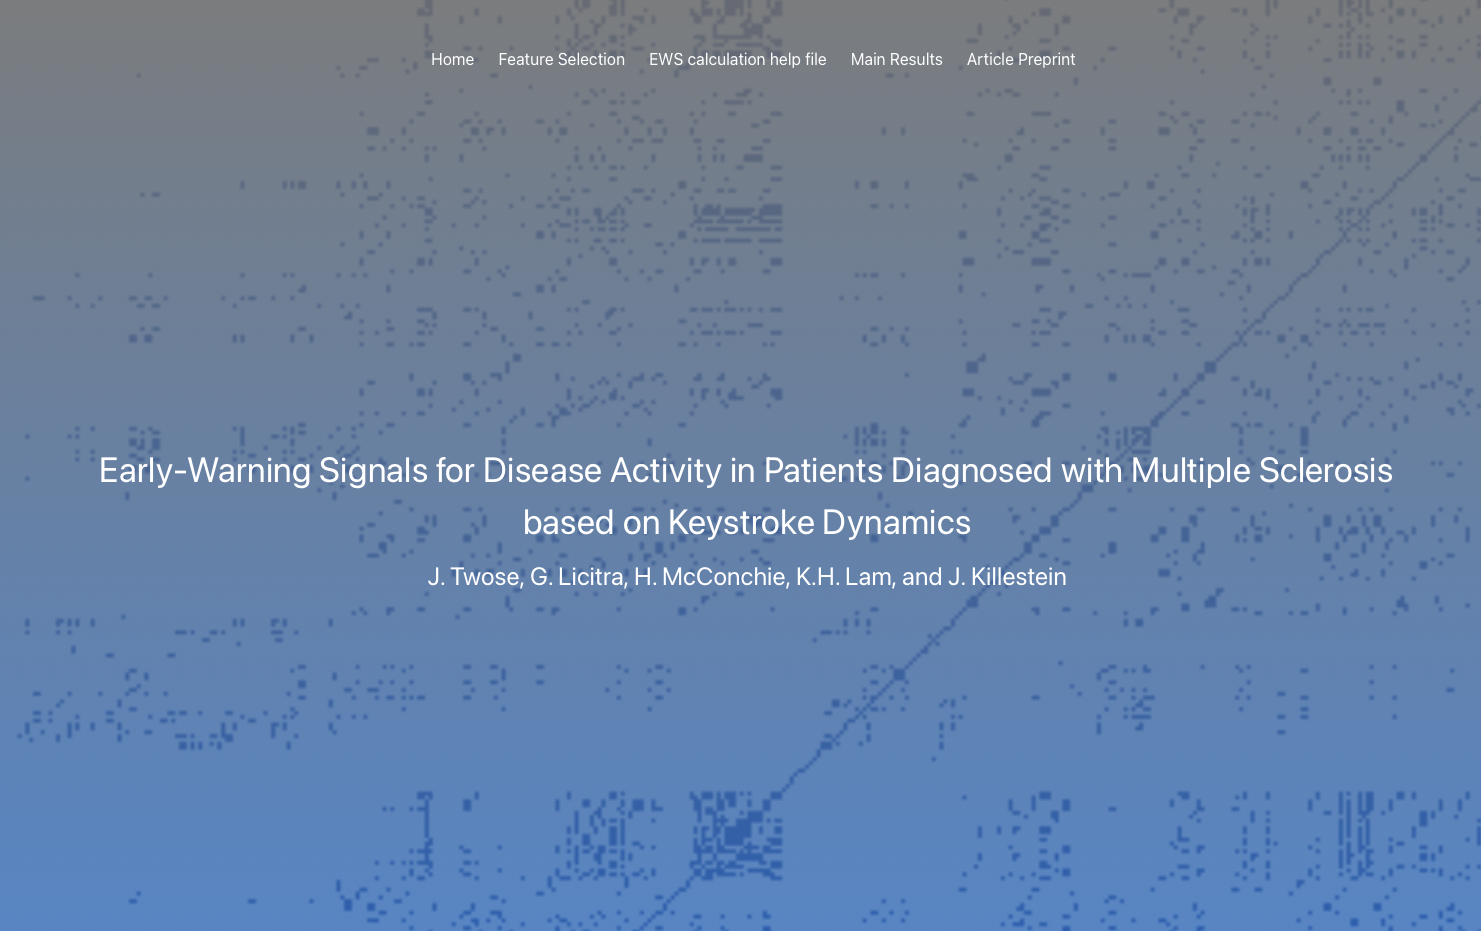 Home Feature Selection EWS calculation help file Main Results Article Preprint
Early-Warning Signals for Disease Activity in Patients Diagnosed with Multiple Sclerosis
based on Keystroke Dynamics
J. Twose, G. Licitra, H. McConchie, K.H. Lam, and J. Killestein